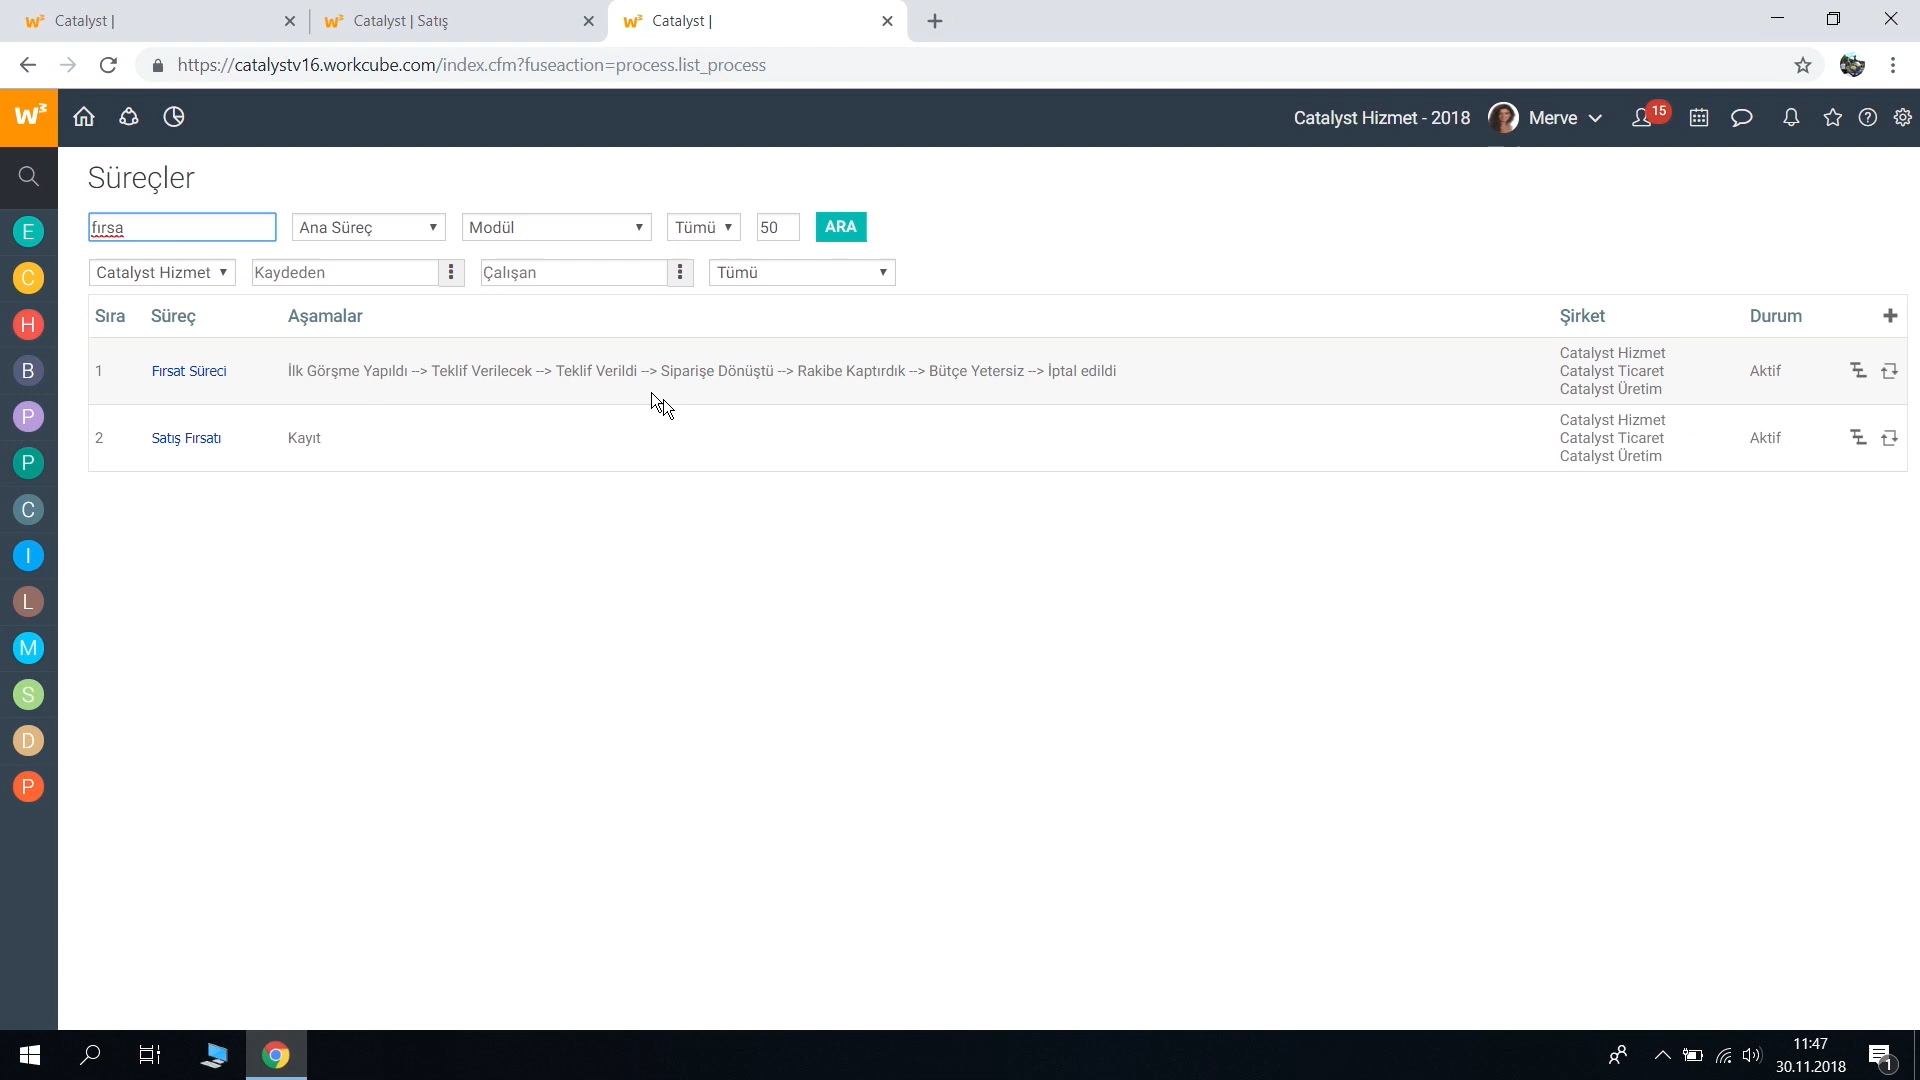 Catalyst |
Catalyst | Satış
Catalyst |
https://catalystv16.workcube.com/index.cfm?fuseaction=process.list_process
w³
Catalyst Hizmet - 2018
Merve
15
Süreçler
fırsa
Ana Süreç
Modül
Tümü
50
ARA
Catalyst Hizmet
Kaydeden
Çalışan
Tümü
Sıra
Süreç
Aşamalar
Şirket
Durum
1
Fırsat Süreci
İlk Görşme Yapıldı --> Teklif Verilecek --> Teklif Verildi --> Siparişe Dönüştü --> Rakibe Kaptırdık --> Bütçe Yetersiz --> İptal edildi
Catalyst Hizmet
Catalyst Ticaret
Catalyst Üretim
Aktif
2
Satış Fırsatı
Kayıt
Catalyst Hizmet
Catalyst Ticaret
Catalyst Üretim
Aktif
E
C
H
B
P
P
C
I
L
M
S
D
P
11:47
30.11.2018
1